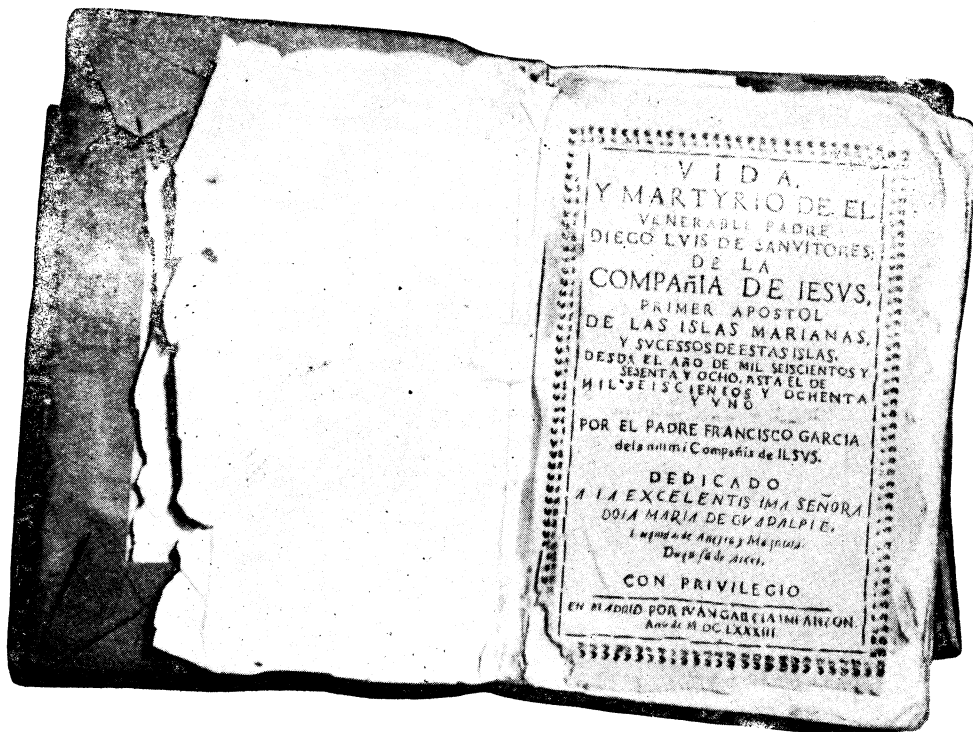 VIDA,
Y MARTYRIO DE EL
VENERABLE PADRE
DIEGO LVIS DE SANVITORES;
DE LA
COMPAñIA DE IESVS,
PRIMER APOSTOL
DE LAS ISLAS MARIANAS,
Y SVCESSOS DE ESTAS ISLAS,
DESDE EL AÑO DE MIL SEISCIENTOS Y
SESENTA Y OCHO, ASTA EL DE
MIL SEISCIENTOS Y OCHENTA
Y VNO
POR EL PADRE FRANCISCO GARCIA
de la misma Compañia de IESVS.
DEDICADO
A LA EXCELENTISIMA SEÑORA
DOÑA MARIA DE GVADALVPE,
de y
Duquesa de
CON PRIVILEGIO
EN MADRID POR IVAN GARCIA INFANZON
Año de M DC LXXXIII